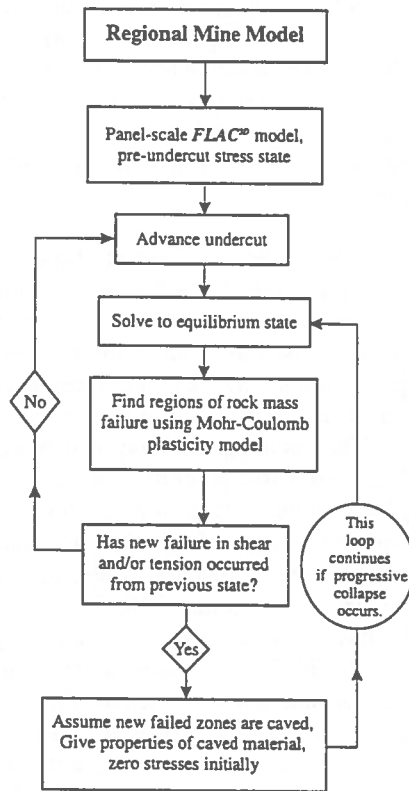 Regional Mine Model
Panel-scale FLAC3D model,
pre-undercut stress state
Advance undercut
Solve to equilibrium state
No
Find regions of rock mass
failure using Mohr-Coulomb
plasticity model
This
loop
continues
if progressive
collapse
occurs.
Has new failure in shear
and/or tension occurred
from previous state?
Yes
Assume new failed zones are caved,
Give properties of caved material,
zero stresses initially